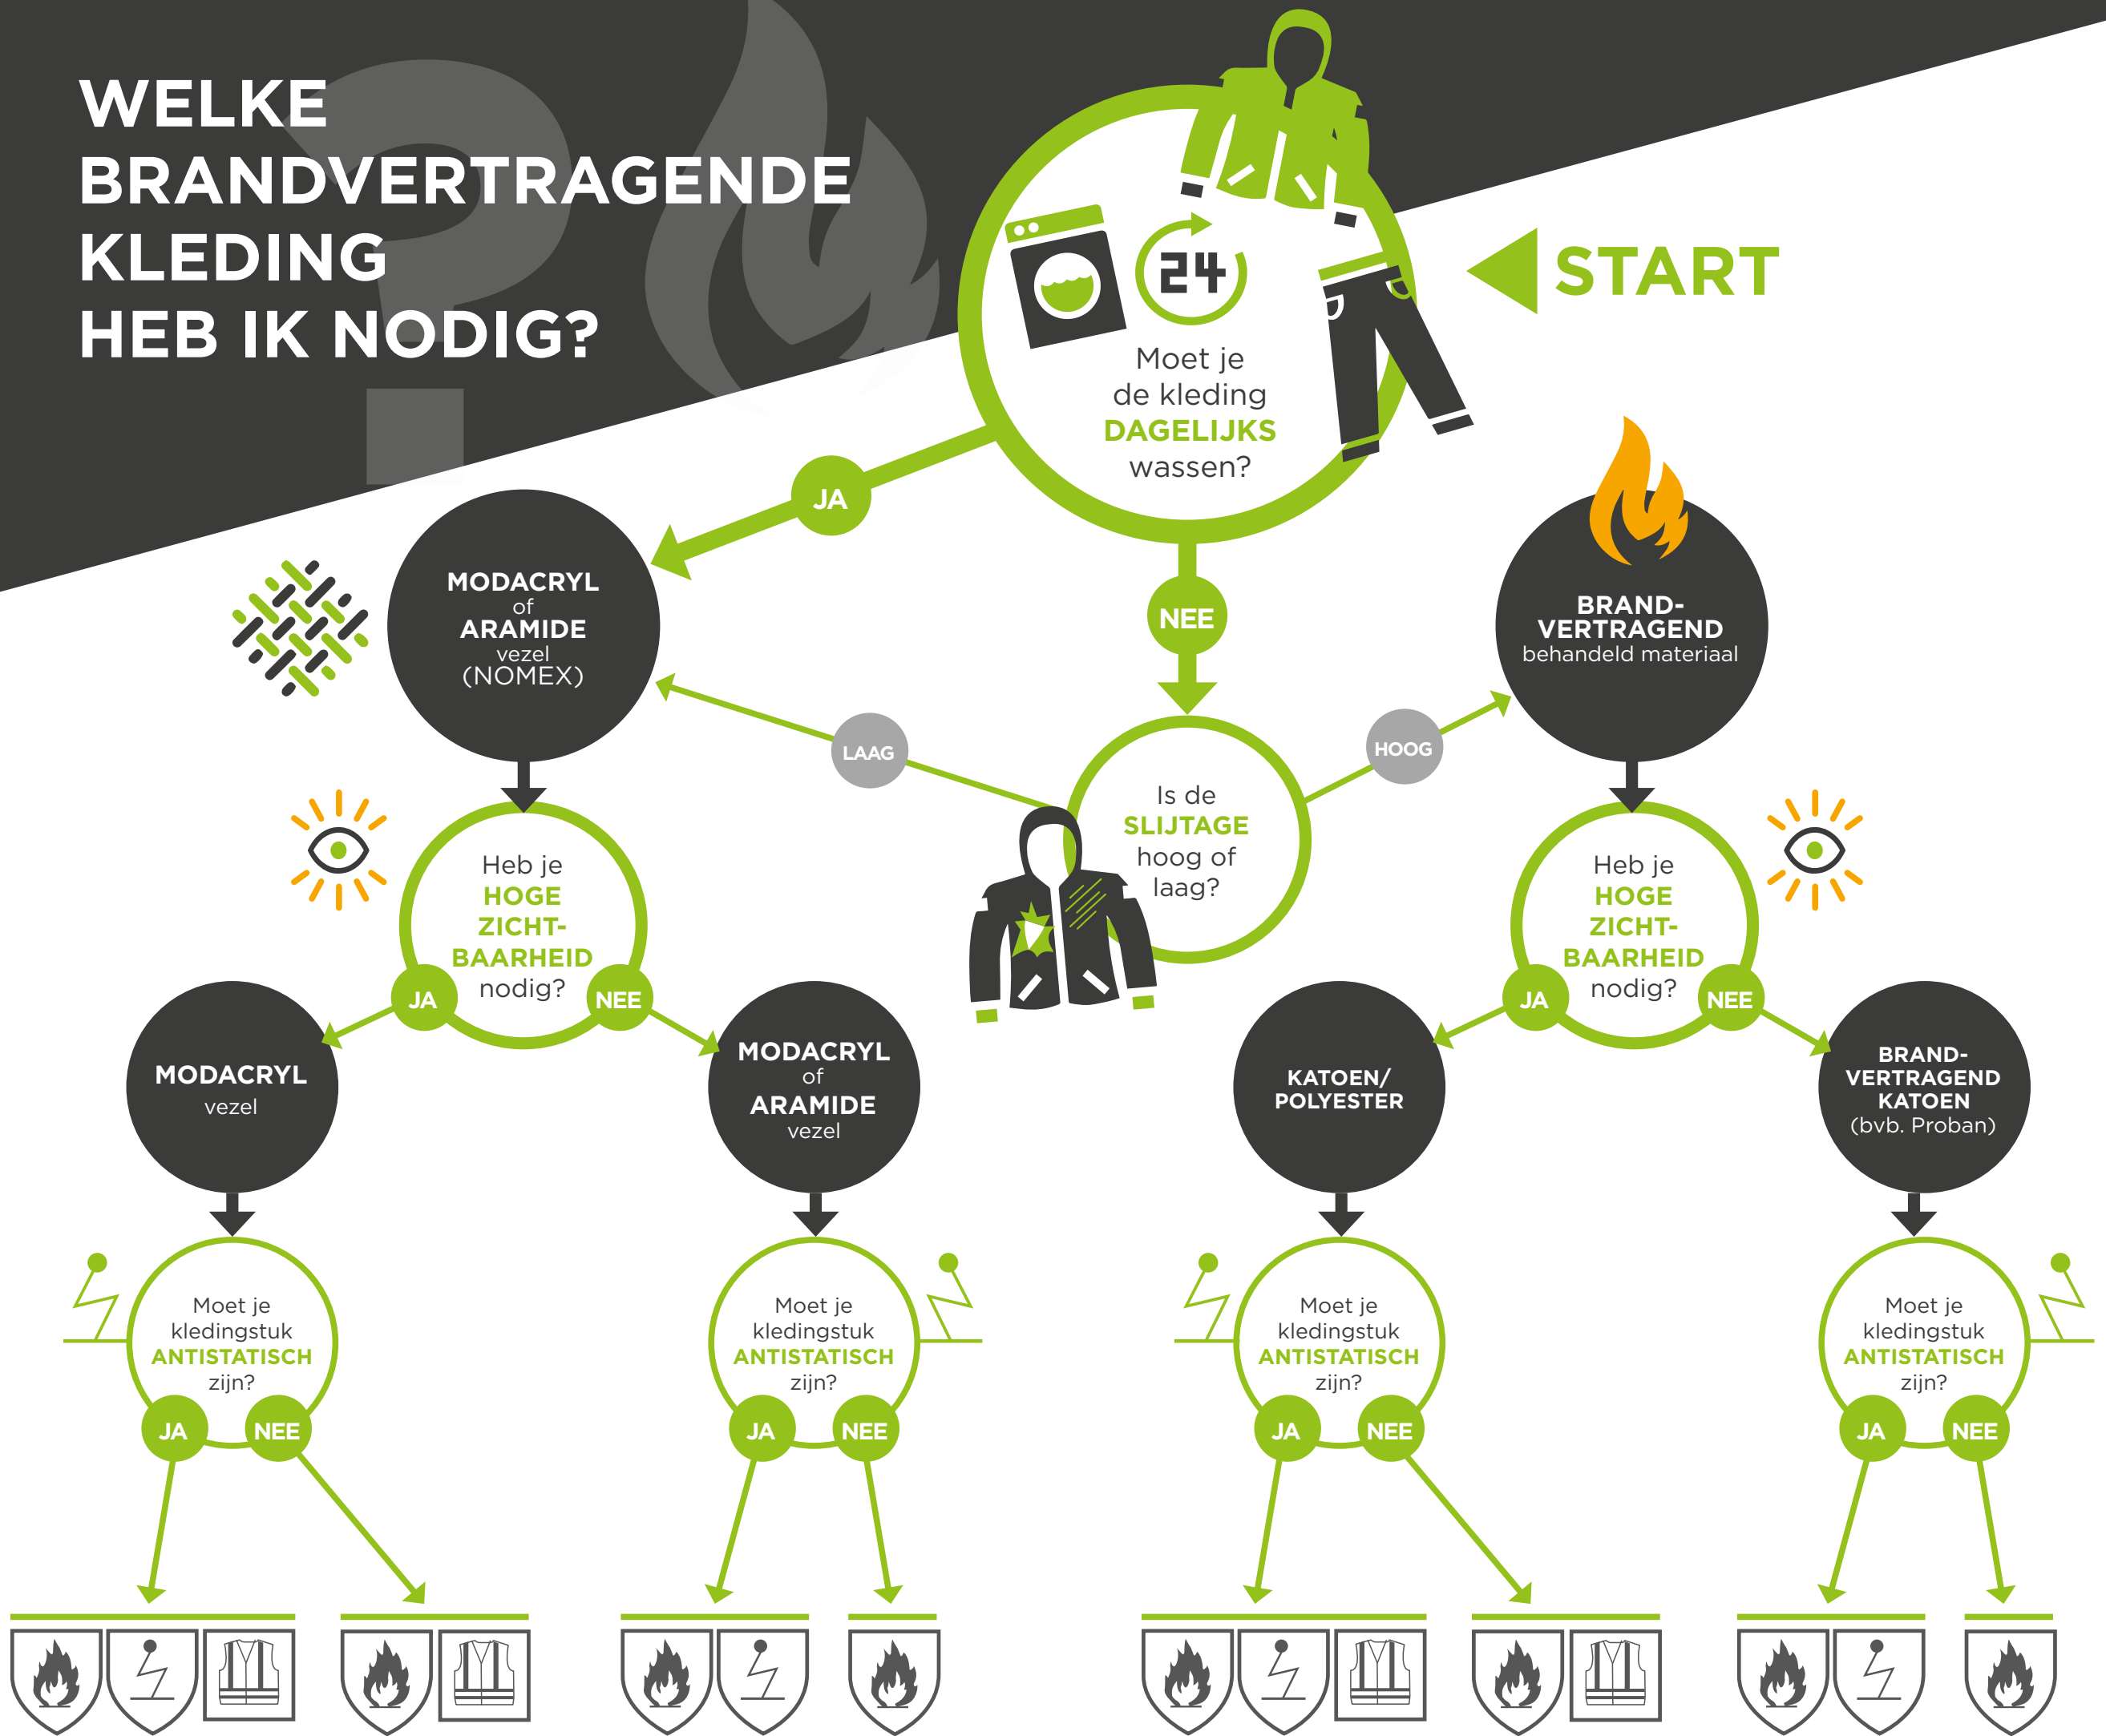 WELKE
BRANDVERTRAGENDE
KLEDING
HEB IK NODIG?
START
24
Moet je
de kleding
DAGELIJKS
wassen?
JA
NEE
MODACRYL
of
ARAMIDE
vezel
(NOMEX)
BRAND-
VERTRAGEND
behandeld materiaal
LAAG
HOOG
Is de
SLIJTAGE
hoog of
laag?
Heb je
HOGE
ZICHT-
BAARHEID
nodig?
JA
NEE
Heb je
HOGE
ZICHT-
BAARHEID
nodig?
JA
NEE
MODACRYL
vezel
MODACRYL
of
ARAMIDE
vezel
KATOEN/
POLYESTER
BRAND-
VERTRAGEND
KATOEN
(bvb. Proban)
Moet je
kledingstuk
ANTISTATISCH
zijn?
JA
NEE
Moet je
kledingstuk
ANTISTATISCH
zijn?
JA
NEE
Moet je
kledingstuk
ANTISTATISCH
zijn?
JA
NEE
Moet je
kledingstuk
ANTISTATISCH
zijn?
JA
NEE